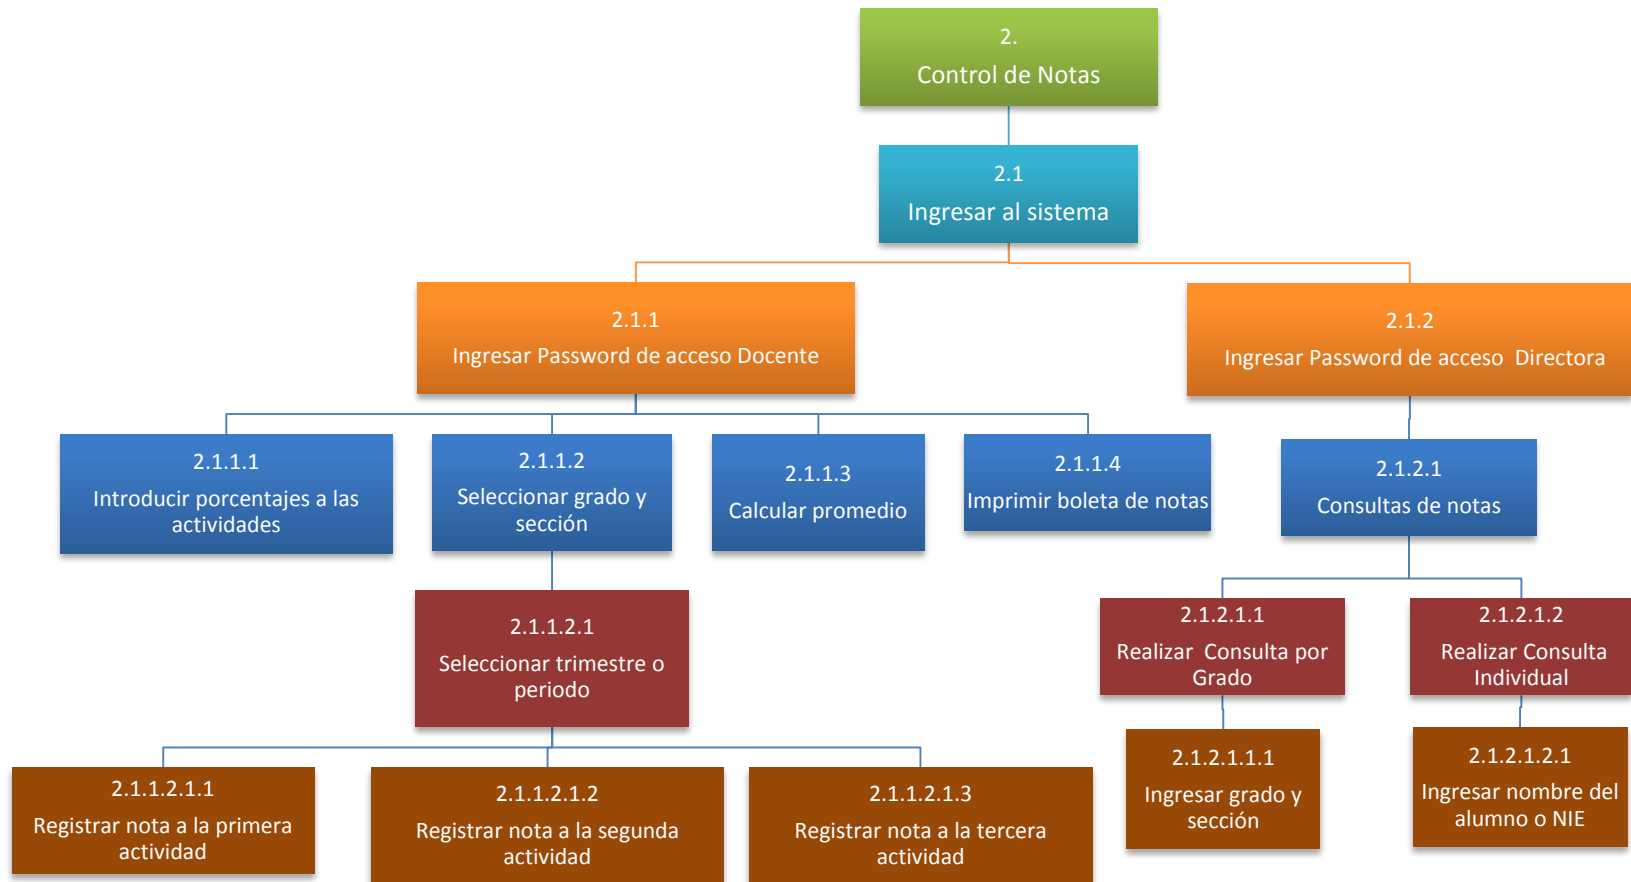 2.
Control de Notas
2.1
Ingresar al sistema
2.1.1
Ingresar Password de acceso Docente
2.1.2
Ingresar Password de acceso  Directora
2.1.1.1
Introducir porcentajes a las
actividades
2.1.1.2
Seleccionar grado y
sección
2.1.1.3
Calcular promedio
2.1.1.4
Imprimir boleta de notas
2.1.2.1
Consultas de notas
2.1.1.2.1
Seleccionar trimestre o
periodo
2.1.2.1.1
Realizar  Consulta por
Grado
2.1.2.1.2
Realizar Consulta
Individual
2.1.1.2.1.1
Registrar nota a la primera
actividad
2.1.1.2.1.2
Registrar nota a la segunda
actividad
2.1.1.2.1.3
Registrar nota a la tercera
actividad
2.1.2.1.1.1
Ingresar grado y
sección
2.1.2.1.2.1
Ingresar nombre del
alumno o NIE